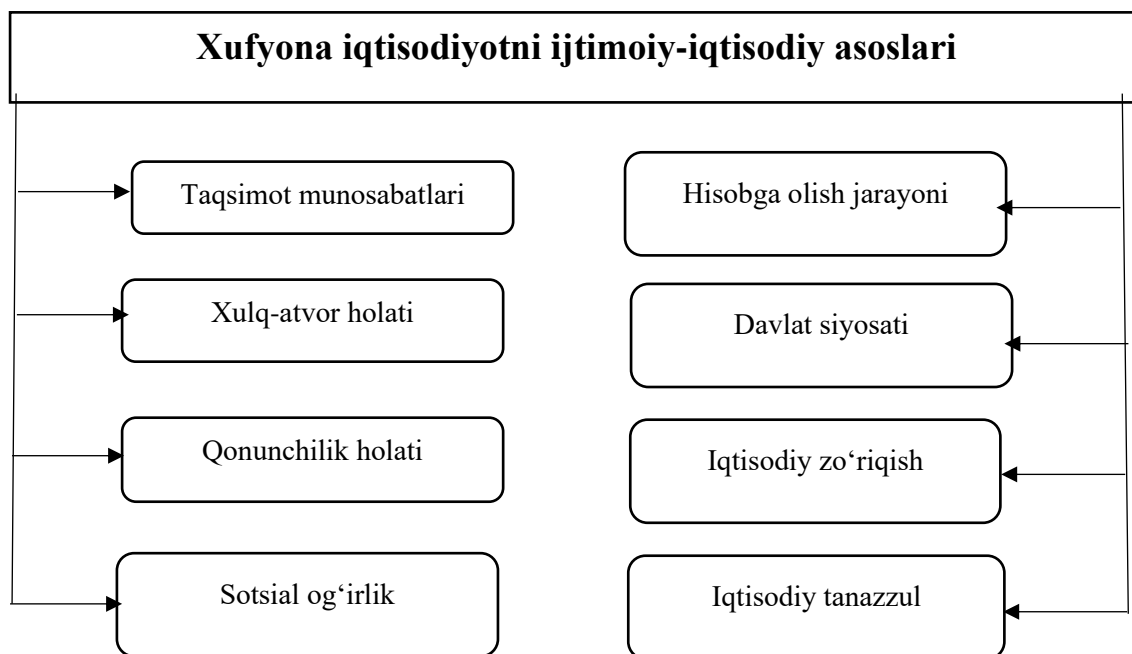 Xufyona iqtisodiyotni ijtimoiy-iqtisodiy asoslari
Taqsimot munosabatlari
Hisobga olish jarayoni
Xulq-atvor holati
Davlat siyosati
Qonunchilik holati
Iqtisodiy zo‘riqish
Sotsial og‘irlik
Iqtisodiy tanazzul